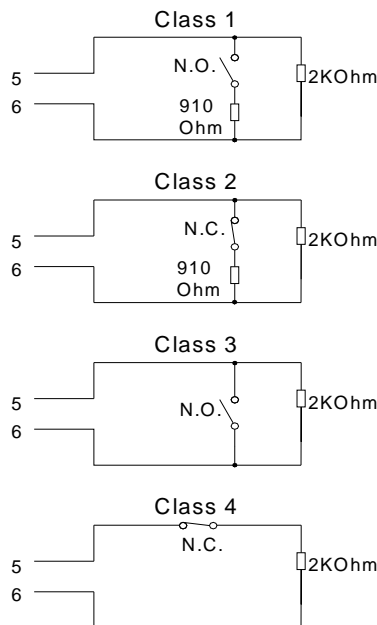 Class 1
N.O.
5
2KOhm
6
910
Ohm
Class 2
N.C.
5
2KOhm
6
910
Ohm
Class 3
5
N.O.
2KOhm
6
Class 4
N.C.
5
2KOhm
6